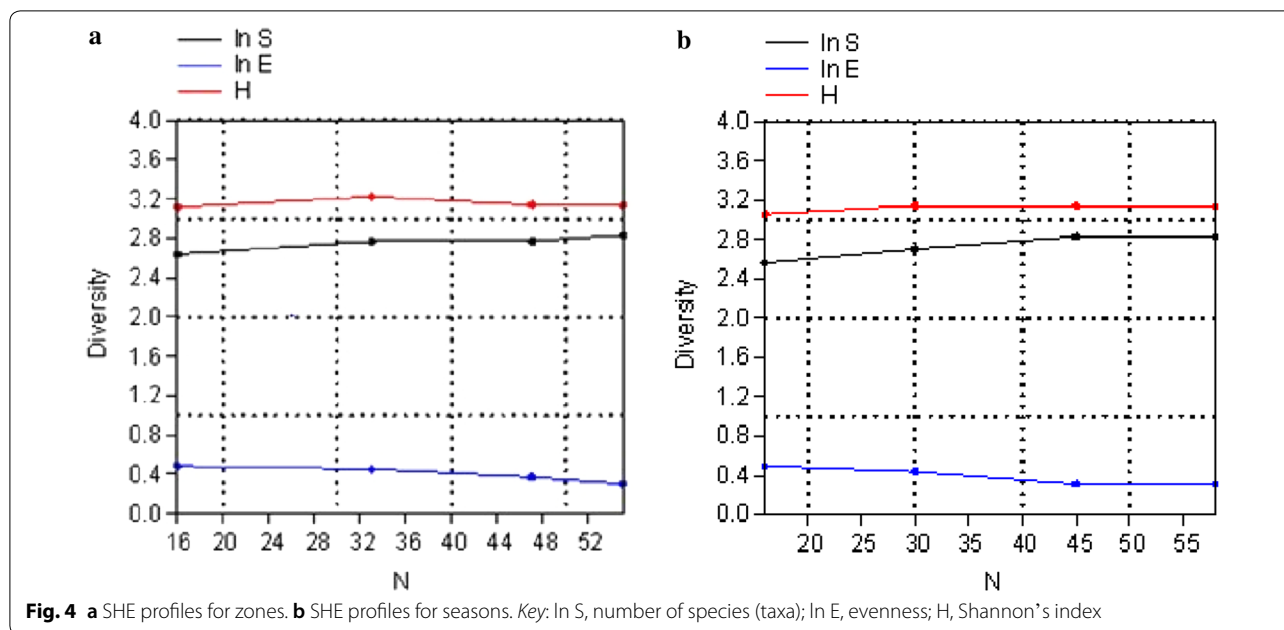 a
ln S
ln E
H
4.0
3.6
3.2
2.8
2.4
2.0
1.6
1.2
0.8
0.4
0.0
Diversity
16 20 24 28 32 36 40 44 48 52
N
b
ln S
ln E
H
4.0
3.6
3.2
2.8
2.4
2.0
1.6
1.2
0.8
0.4
0.0
Diversity
20 25 30 35 40 45 50 55
N
Fig. 4 a SHE profiles for zones. b SHE profiles for seasons. Key: ln S, number of species (taxa); ln E, evenness; H, Shannon's index